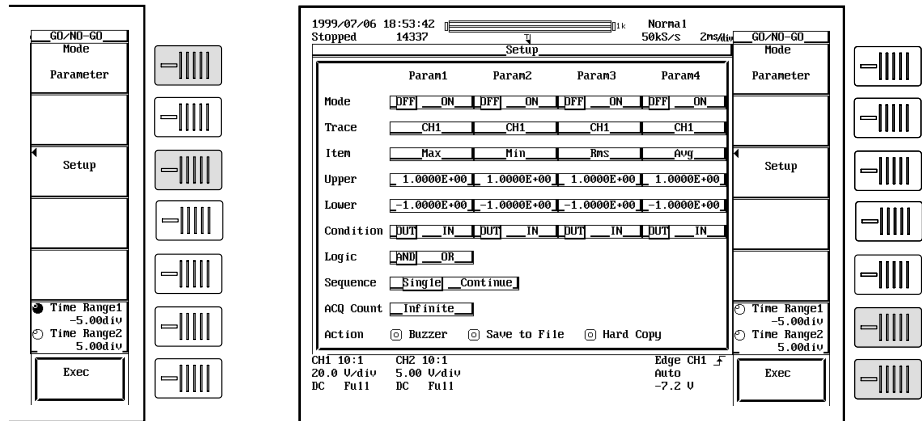 GO/NO-GO
Mode
Parameter
Setup
Time Range1
-5.00div
Time Range2
5.00div
Exec
1999/07/06 18:53:42
1k
Normal
Stopped 14337
50kS/s 2ms/div
Setup
Param1 Param2 Param3 Param4
Mode OFF ON OFF ON OFF ON OFF ON
Trace CH1 CH1 CH1 CH1
Item Max Min Rms Avg
Upper 1.0000E+00 1.0000E+00 1.0000E+00 1.0000E+00
Lower -1.0000E+00 -1.0000E+00 -1.0000E+00 -1.0000E+00
Condition OUT IN OUT IN OUT IN OUT IN
Logic AND OR
Sequence Single Continue
ACQ Count Infinite
Action Buzzer Save to File Hard Copy
CH1 10:1 CH2 10:1 Edge CH1
20.0 V/div 5.00 V/div Auto
DC Full DC Full -7.2 V
GO/NO-GO
Mode
Parameter
Setup
Time Range1
-5.00div
Time Range2
5.00div
Exec